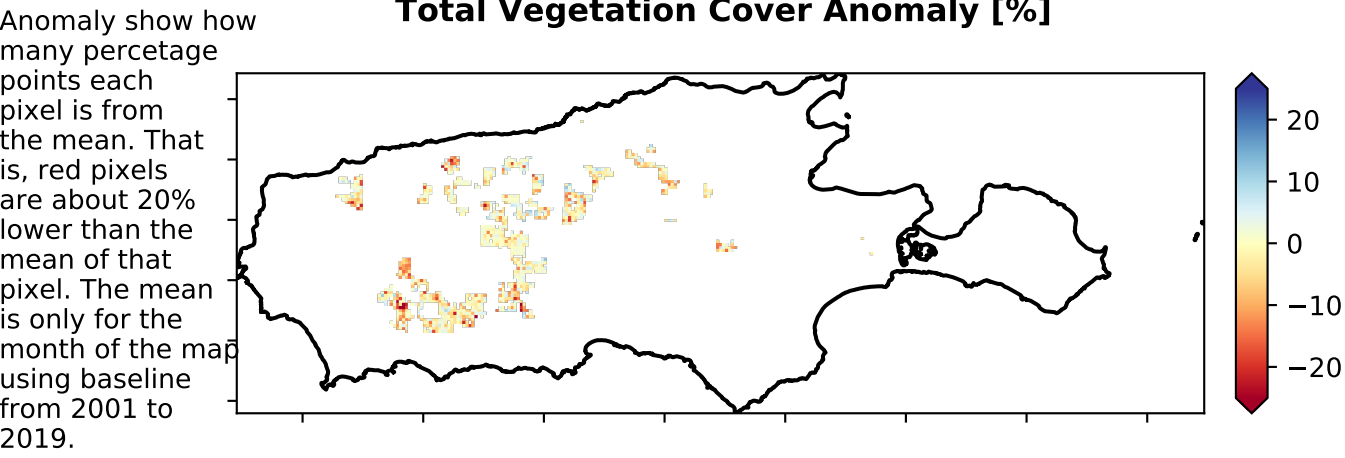 Total Vegetation Cover Anomaly [%]
Anomaly show how
many percetage
points each
pixel is from
the mean. That
is, red pixels
are about 20%
lower than the
mean of that
pixel. The mean
is only for the
month of the map
using baseline
from 2001 to
2019.
20
10
0
−10
−20